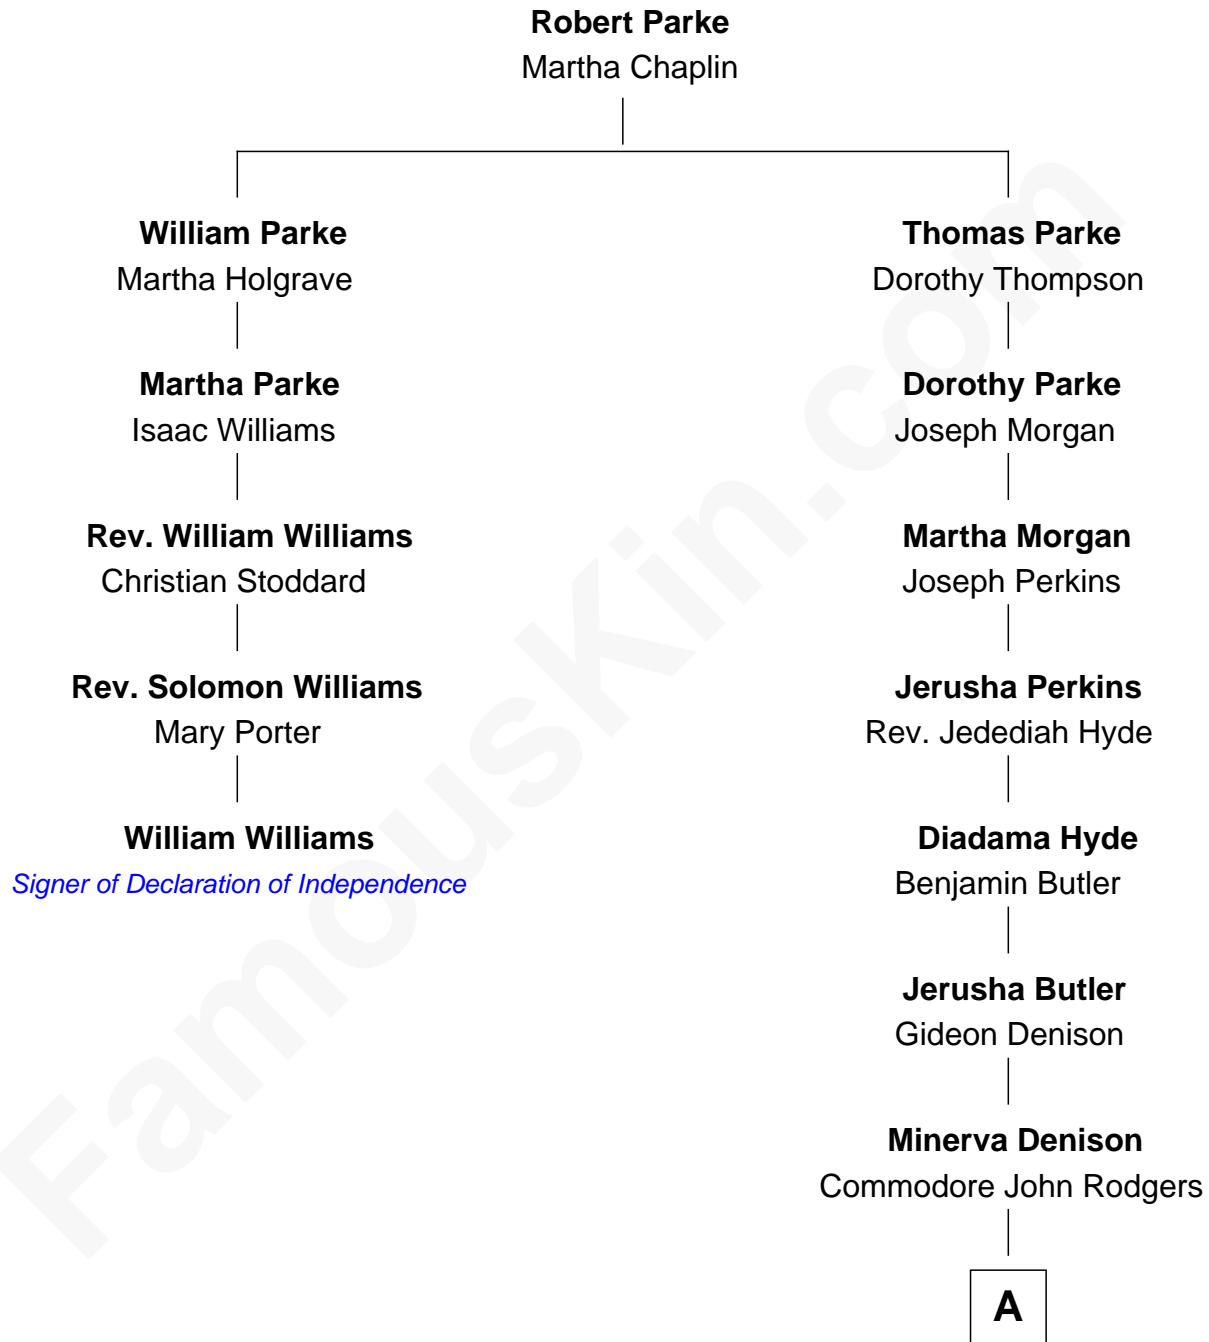 Robert Parke
Martha Chaplin
William Parke
Martha Holgrave
Thomas Parke
Dorothy Thompson
Martha Parke
Isaac Williams
Dorothy Parke
Joseph Morgan
Rev. William Williams
Christian Stoddard
Martha Morgan
Joseph Perkins
Rev. Solomon Williams
Mary Porter
Jerusha Perkins
Rev. Jedediah Hyde
William Williams
Signer of Declaration of Independence
Diadama Hyde
Benjamin Butler
Jerusha Butler
Gideon Denison
Minerva Denison
Commodore John Rodgers
A
FamousKin.com